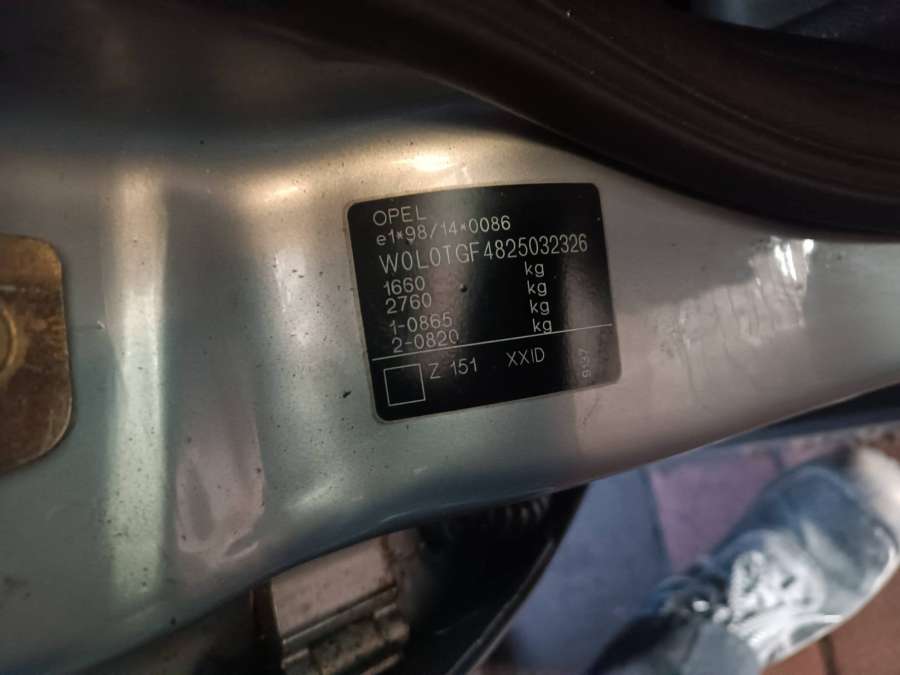 OPEL
e1*98/14*0086
W0L0TGF4825032326
1660 kg
2760 kg
1-0865 kg
2-0820 kg
Z 151 XXID